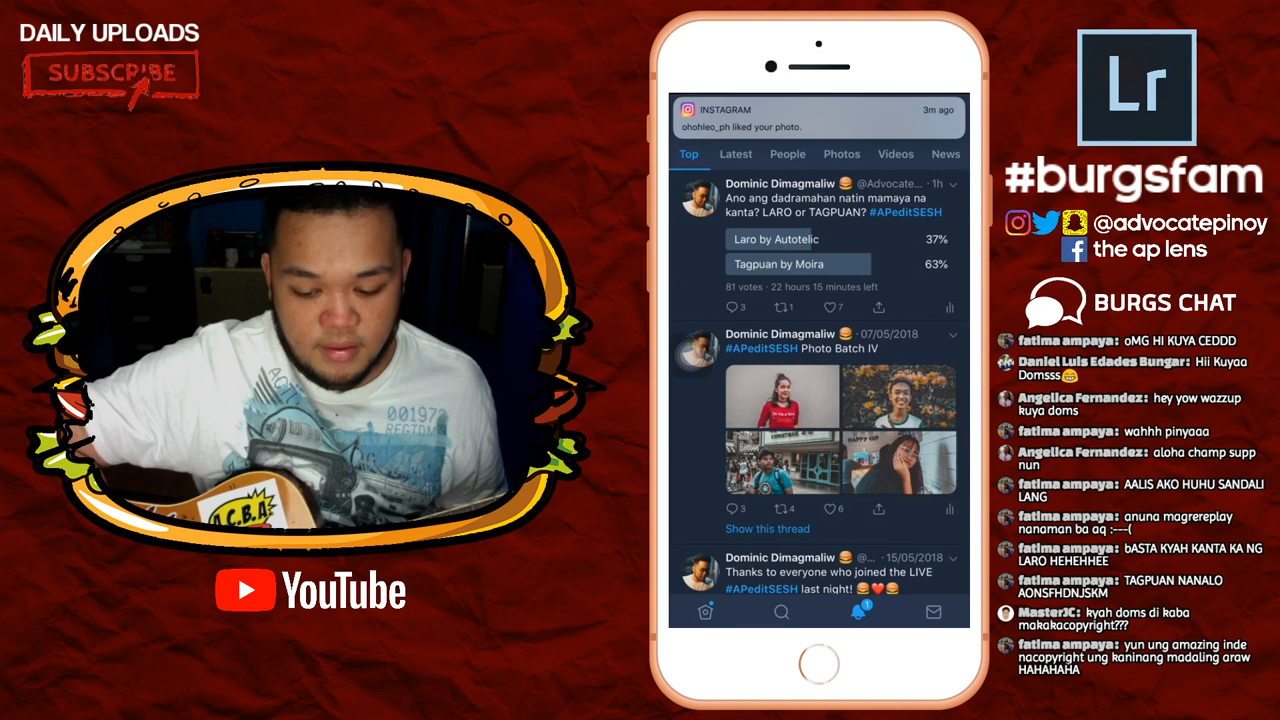 DAILY UPLOADS
SUBSCRIBE
001972
A.C.B.A.
YouTube
INSTAGRAM 3m ago
ohohleo_ph liked your photo.
Top Latest People Photos Videos News
Dominic Dimagmaliw 🍔 @Advocate... · 1h
Ano ang dadramahan natin mamaya na
kanta? LARO or TAGPUAN? #APeditSESH
Laro by Autotelic 37%
Tagpuan by Moira 63%
81 votes · 22 hours 15 minutes left
3 1 7
Dominic Dimagmaliw 🍔 · 07/05/2018
#APeditSESH Photo Batch IV
HAPPY CUP
3 4 6
Show this thread
Dominic Dimagmaliw 🍔 @... · 15/05/2018
Thanks to everyone who joined the LIVE
#APeditSESH last night! 🍔❤️🍔
1
Lr
#burgsfam
@advocatepinoy
the ap lens
BURGS CHAT
fatima ampaya: oMG HI KUYA CEDDD
Daniel Luis Edades Bungar: Hii Kuyaa
Domsss😁
Angelica Fernandez: hey yow wazzup
kuya doms
fatima ampaya: wahhh pinyaaa
Angelica Fernandez: aloha champ supp
nun
fatima ampaya: AALIS AKO HUHU SANDALI
LANG
fatima ampaya: anuna magrereplay
nanaman ba aq :---(
fatima ampaya: bASTA KYAH KANTA KA NG
LARO HEHEHHEE
fatima ampaya: TAGPUAN NANALO
AONSFHDNJSKM
MasterJC: kyah doms di kaba
makakacopyright???
fatima ampaya: yun ung amazing inde
nacopyright ung kaninang madaling araw
HAHAHAHA